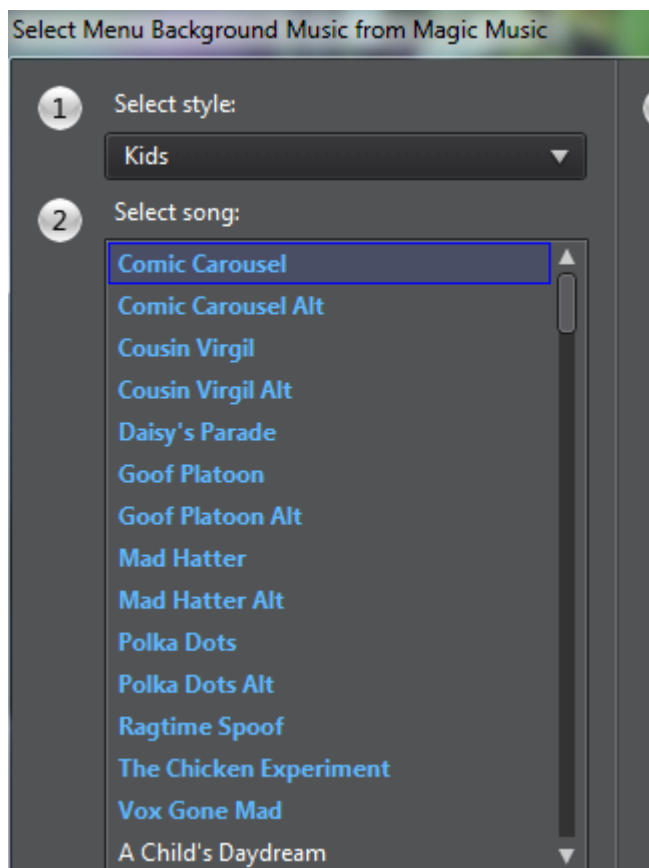 Select Menu Background Music from Magic Music
1
Select style:
Kids
2
Select song:
Comic Carousel
Comic Carousel Alt
Cousin Virgil
Cousin Virgil Alt
Daisy's Parade
Goof Platoon
Goof Platoon Alt
Mad Hatter
Mad Hatter Alt
Polka Dots
Polka Dots Alt
Ragtime Spoof
The Chicken Experiment
Vox Gone Mad
A Child's Daydream